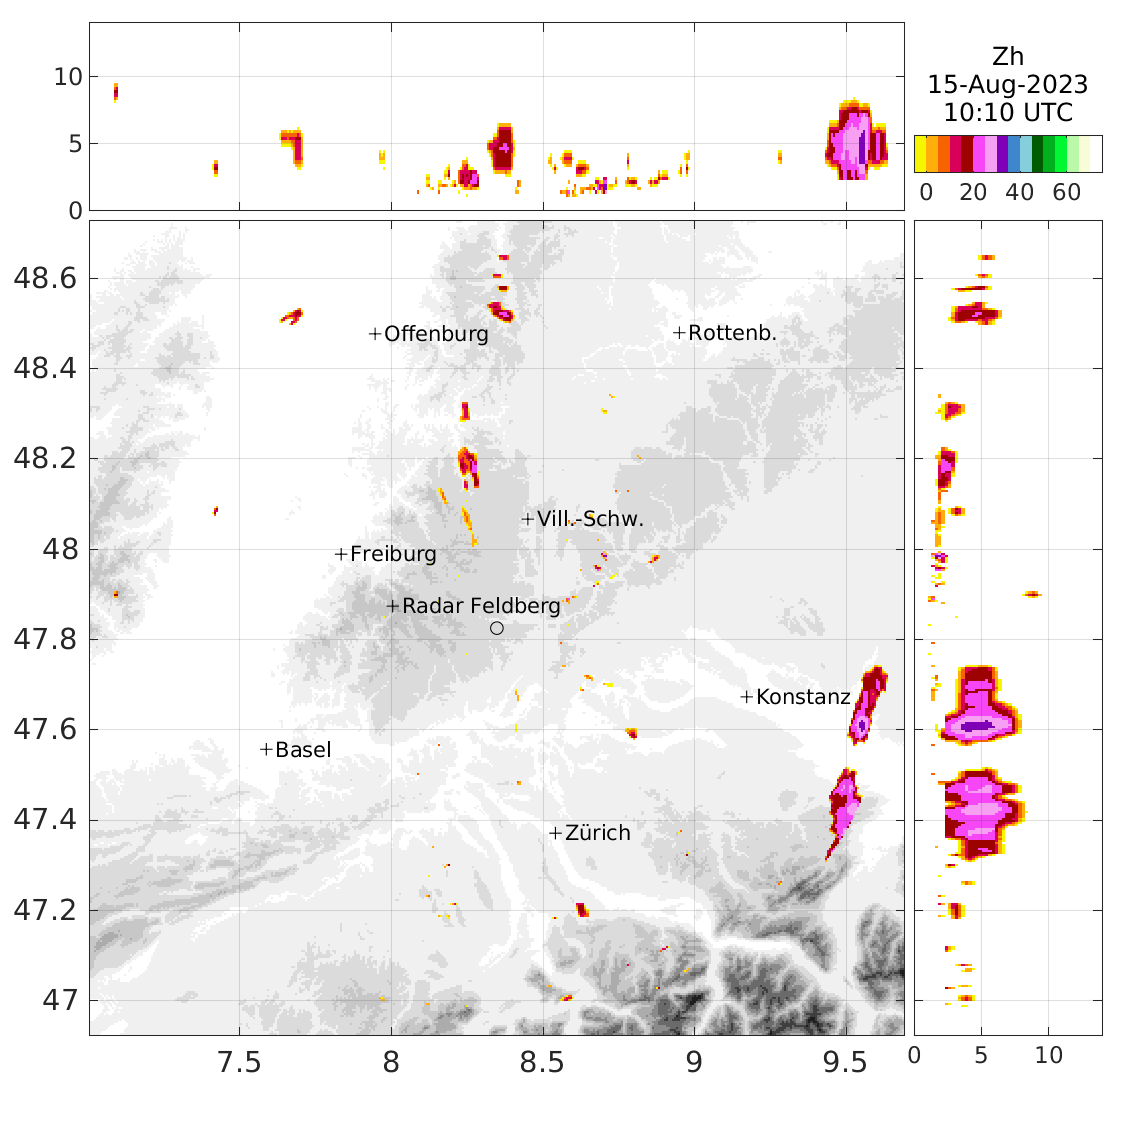 10
5
0
Zh
15-Aug-2023
10:10 UTC
0 20 40 60
48.6
48.4
48.2
48
47.8
47.6
47.4
47.2
47
Offenburg
Rottenb.
Vill.-Schw.
Freiburg
Radar Feldberg
Konstanz
Basel
Zürich
7.5 8 8.5 9 9.5
0 5 10